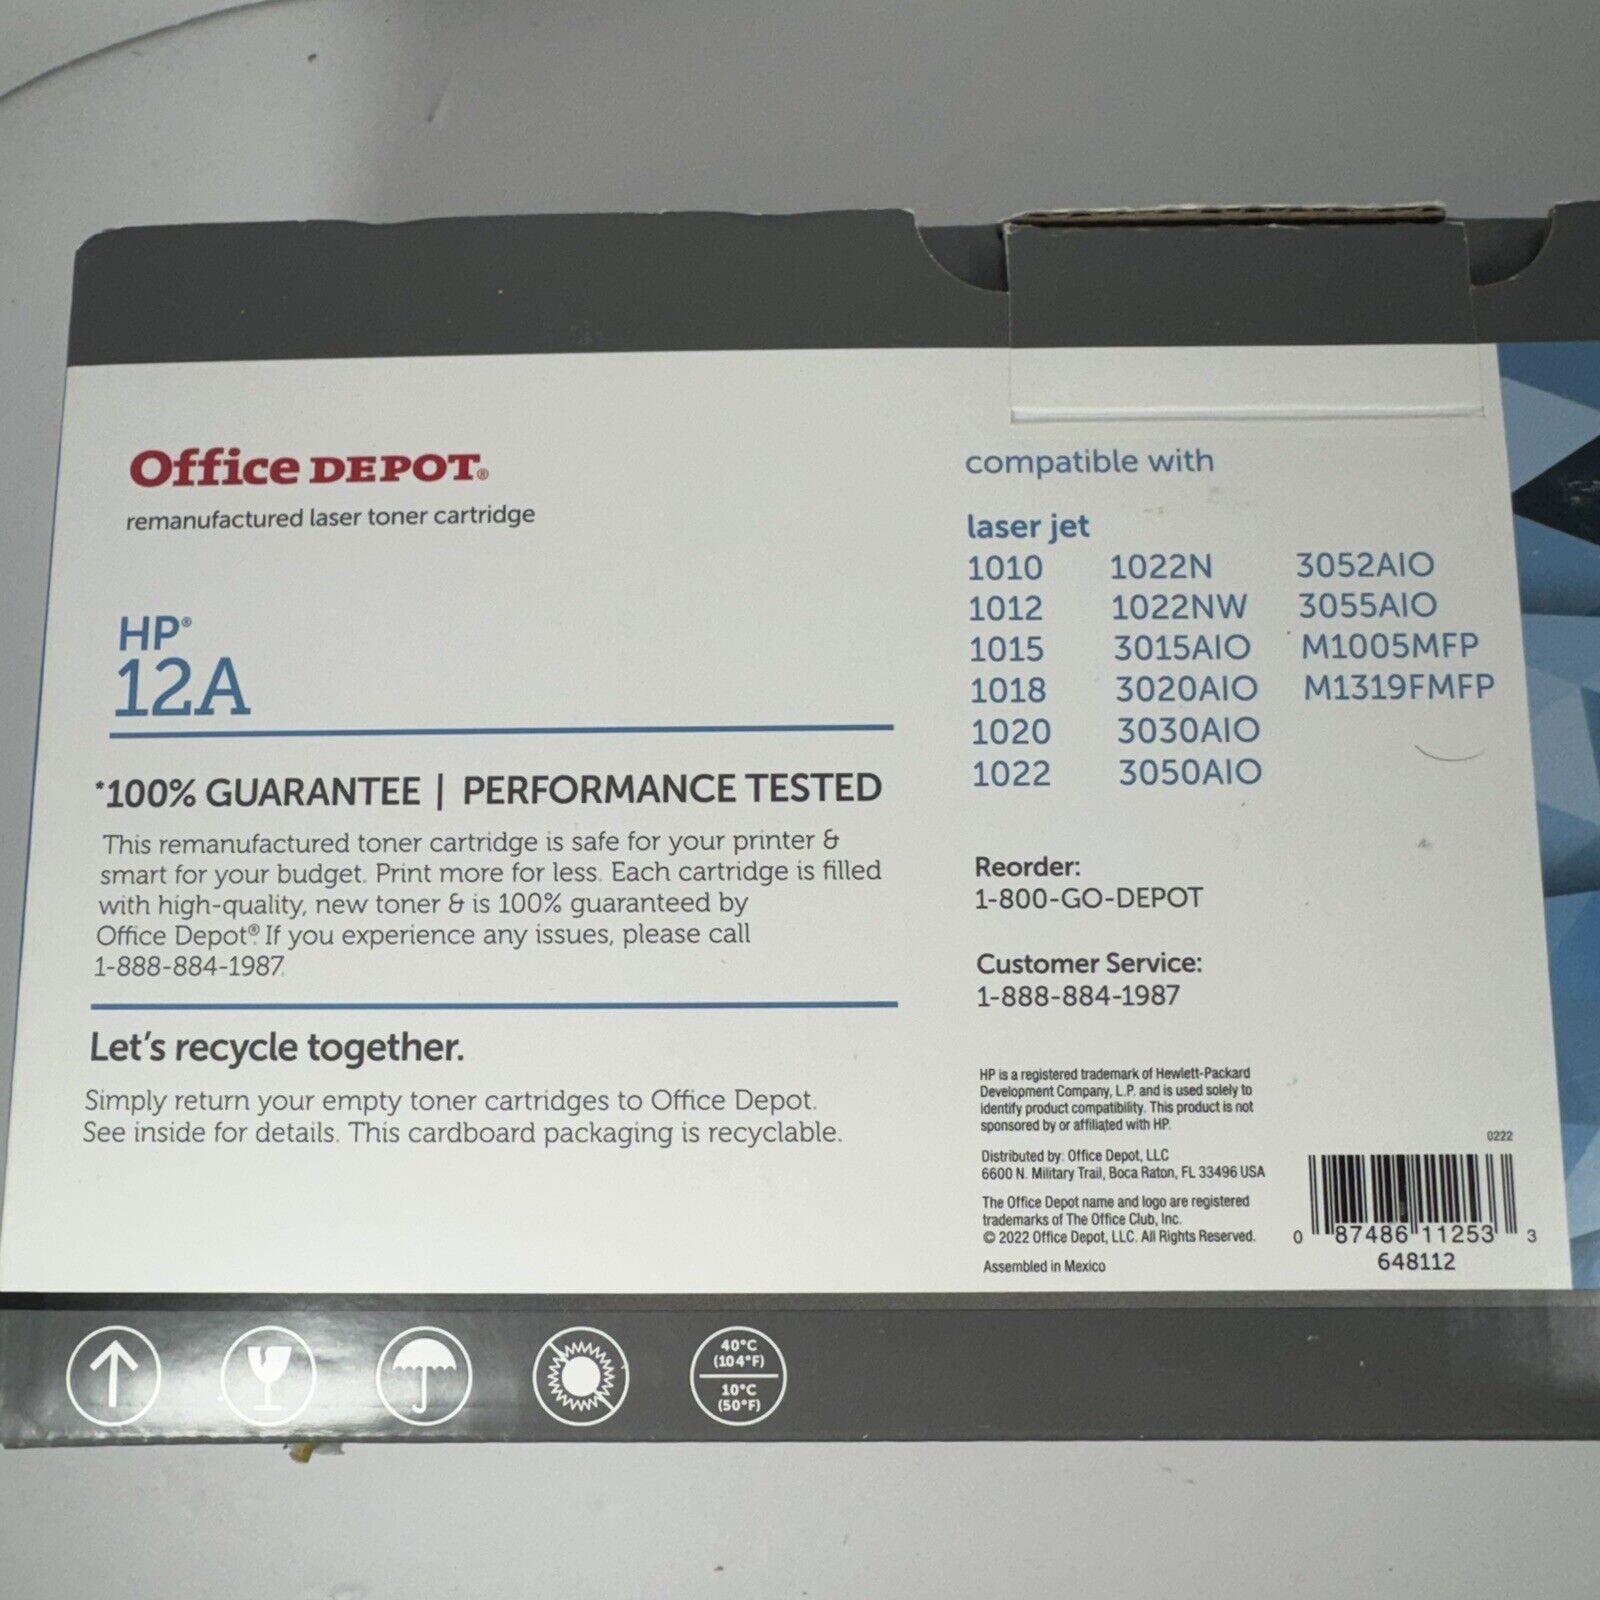 Office DEPOT®
remanufactured laser toner cartridge
HP®
12A
*100% GUARANTEE | PERFORMANCE TESTED
This remanufactured toner cartridge is safe for your printer &
smart for your budget. Print more for less. Each cartridge is filled
with high-quality, new toner & is 100% guaranteed by
Office Depot®. If you experience any issues, please call
1-888-884-1987.
Let's recycle together.
Simply return your empty toner cartridges to Office Depot.
See inside for details. This cardboard packaging is recyclable.
compatible with
laser jet
1010 1022N 3052AIO
1012 1022NW 3055AIO
1015 3015AIO M1005MFP
1018 3020AIO M1319FMFP
1020 3030AIO
1022 3050AIO
Reorder:
1-800-GO-DEPOT
Customer Service:
1-888-884-1987
HP is a registered trademark of Hewlett-Packard
Development Company, L.P. and is used solely to
identify product compatibility. This product is not
sponsored by or affiliated with HP.
Distributed by: Office Depot, LLC
6600 N. Military Trail, Boca Raton, FL 33496 USA
The Office Depot name and logo are registered
trademarks of The Office Club, Inc.
© 2022 Office Depot, LLC. All Rights Reserved.
Assembled in Mexico
0222
0 87486 11253 3
648112
40°C
(104°F)
10°C
(50°F)